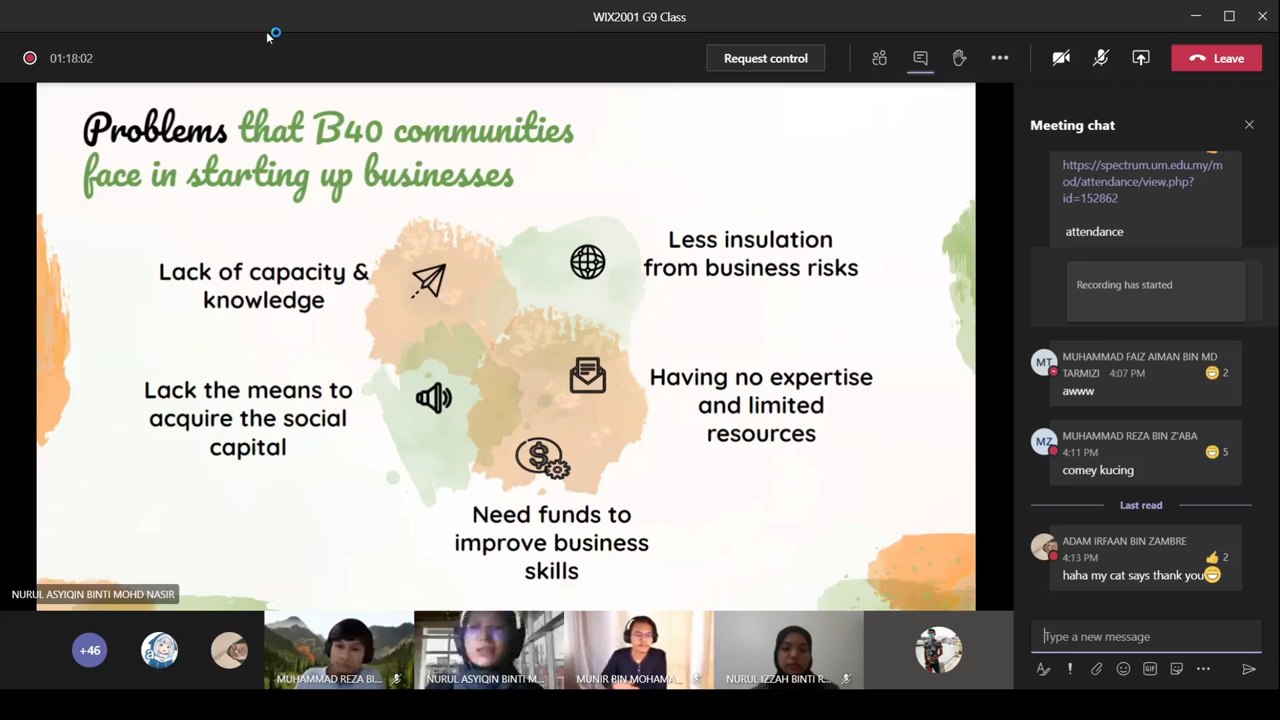 WIX2001 G9 Class
01:18:02
Request control
Leave
Problems that B40 communities
face in starting up businesses
Lack of capacity &
knowledge
Less insulation
from business risks
Lack the means to
acquire the social
capital
Having no expertise
and limited
resources
Need funds to
improve business
skills
NURUL ASYIQIN BINTI MOHD NASIR
+46
MUHAMMAD REZA BI...
NURUL ASYIQIN BINTI M...
MUNIR BIN MOHAMA...
NURUL IZZAH BINTI R...
Meeting chat
https://spectrum.um.edu.my/m
od/attendance/view.php?
id=152862
attendance
Recording has started
MT
MUHAMMAD FAIZ AIMAN BIN MD
TARMIZI 4:07 PM
2
awww
MZ
MUHAMMAD REZA BIN Z'ABA
4:11 PM
5
comey kucing
Last read
ADAM IRFAAN BIN ZAMBRE
4:13 PM
2
haha my cat says thank you
Type a new message
GIF